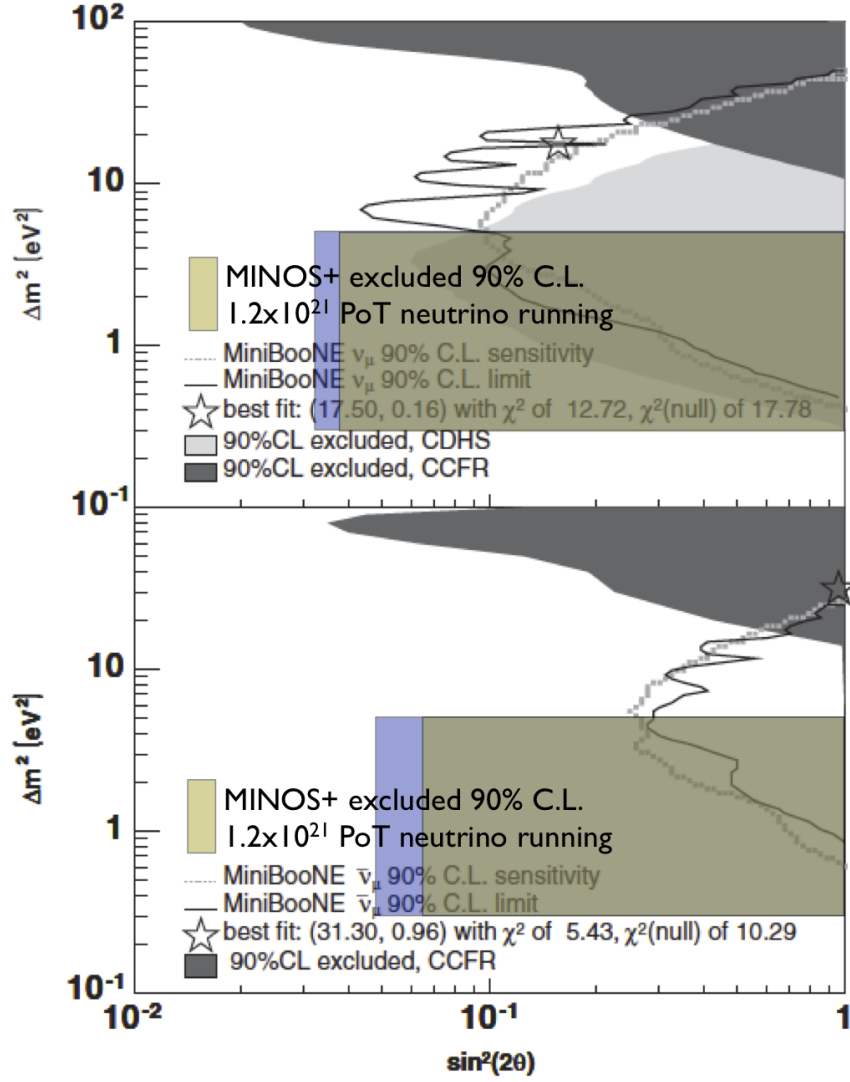 10²
10
1
10⁻¹
Δm² [eV²]
MINOS+ excluded 90% C.L.
1.2x10²¹ PoT neutrino running
MiniBooNE νμ 90% C.L. sensitivity
MiniBooNE νμ 90% C.L. limit
best fit: (17.50, 0.16) with χ² of 12.72, χ²(null) of 17.78
90%CL excluded, CDHS
90%CL excluded, CCFR
10
1
10⁻¹
Δm² [eV²]
MINOS+ excluded 90% C.L.
1.2x10²¹ PoT neutrino running
MiniBooNE ν̅μ 90% C.L. sensitivity
MiniBooNE ν̅μ 90% C.L. limit
best fit: (31.30, 0.96) with χ² of 5.43, χ²(null) of 10.29
90%CL excluded, CCFR
10⁻² 10⁻¹ 1
sin²(2θ)